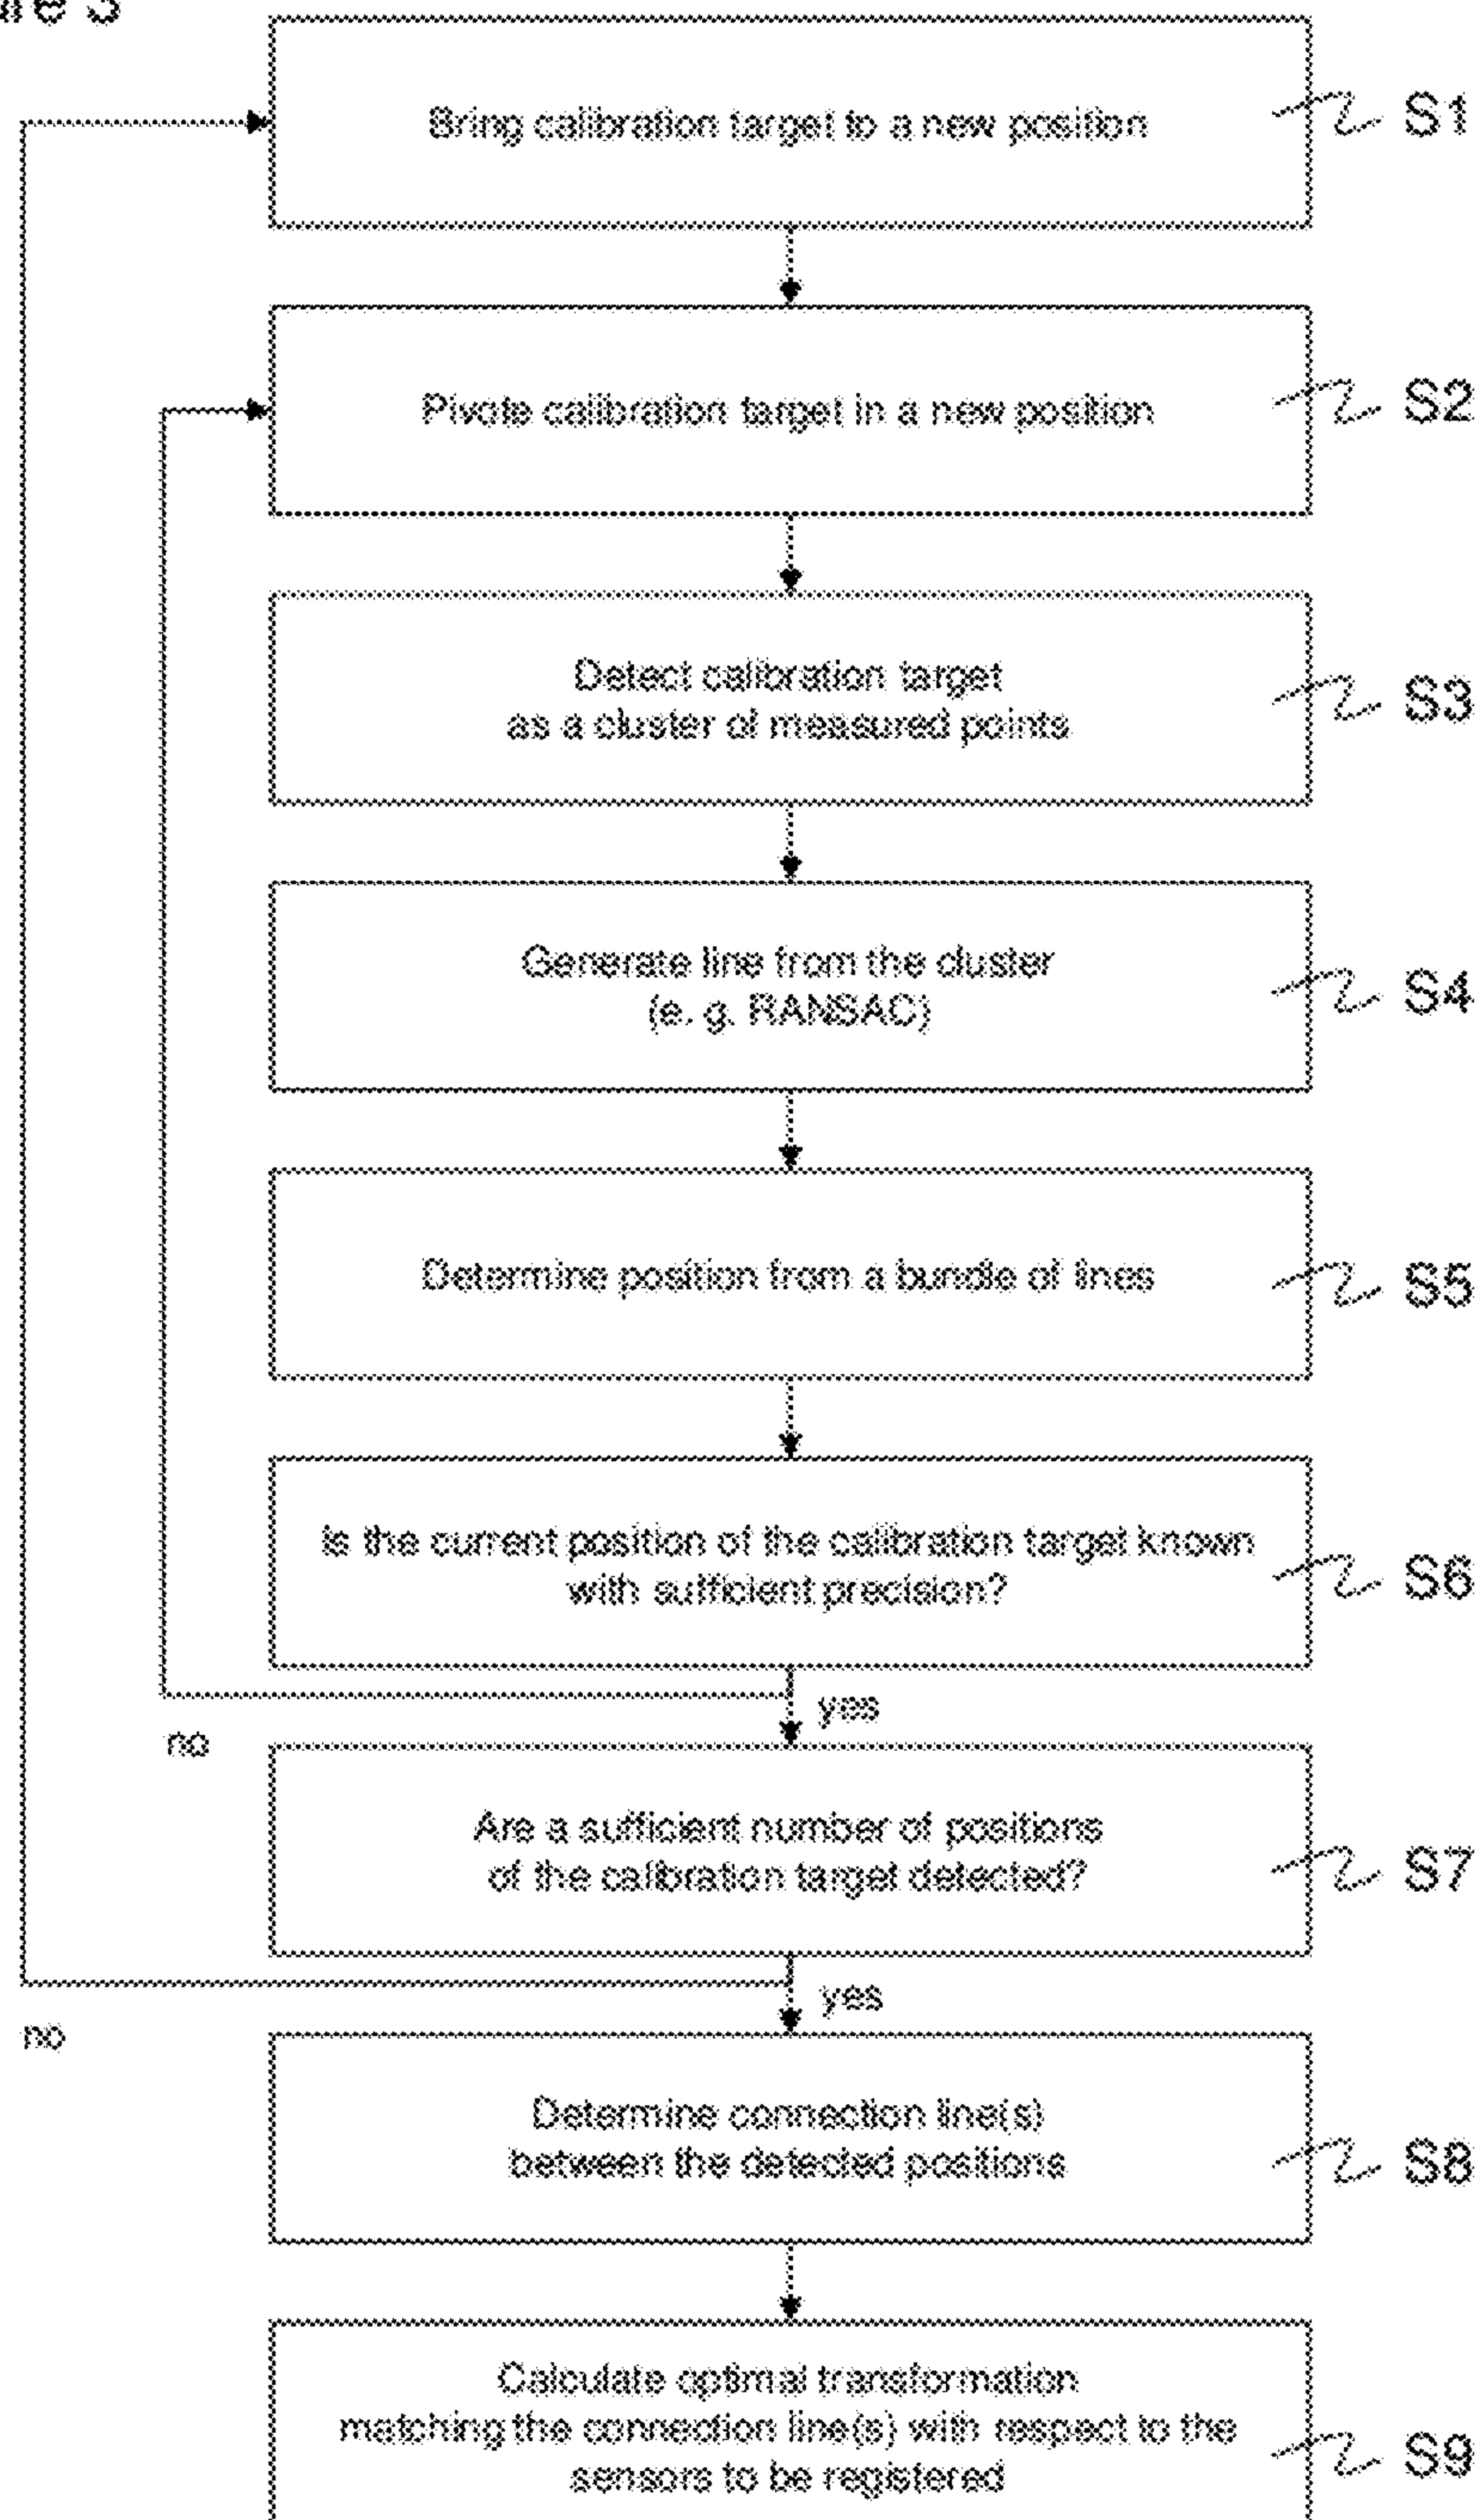 Bring calibration target to a new position
S1
Pivote calibration target in a new position
S2
Detect calibration target
as a cluster of measured points
S3
Generate line from the cluster
(e. g. RANSAC)
S4
Determine position from a bundle of lines
S5
Is the current position of the calibration target known
with sufficient precision?
S6
yes
no
Are a sufficient number of positions
of the calibration target detected?
S7
yes
no
Determine connection line(s)
between the detected positions
S8
Calculate optimal transformation
matching the connection line(s) with respect to the
sensors to be registered
S9